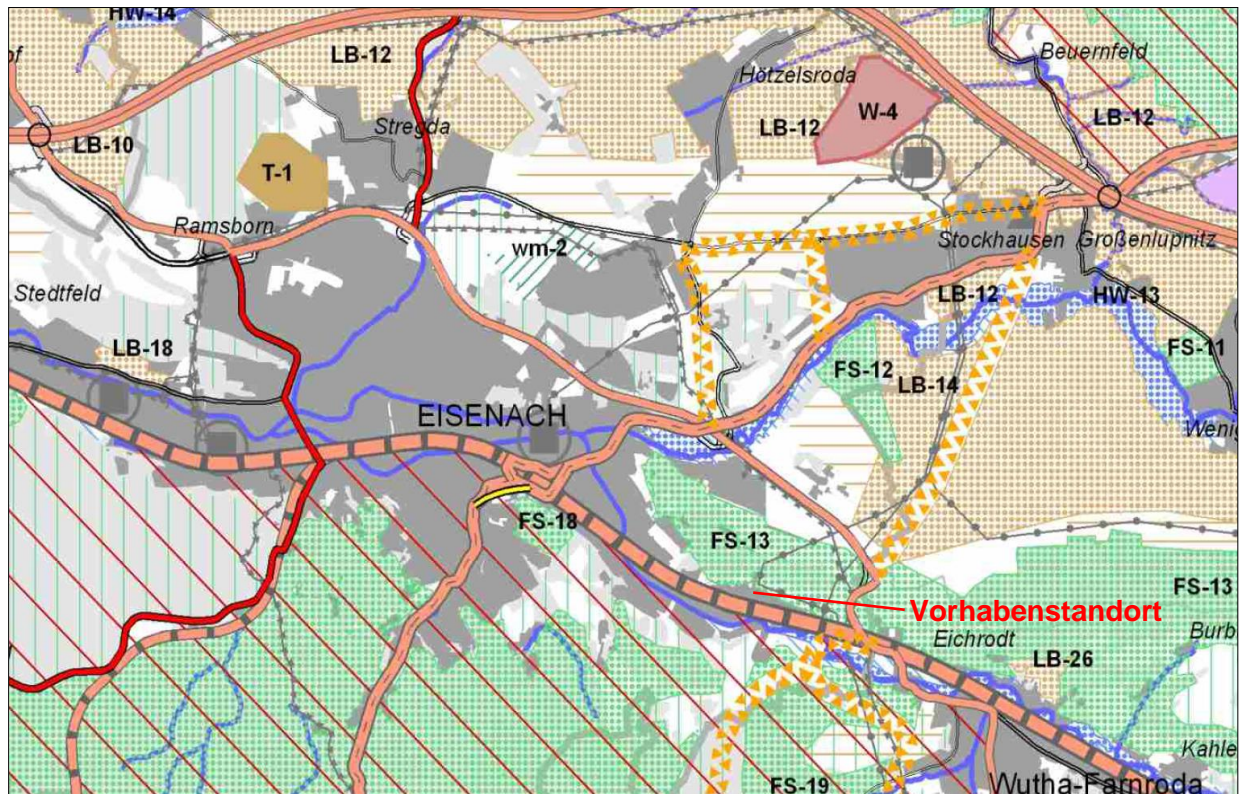 HW-14
LB-12
Beuernfeld
Hötzelsroda
of
W-4
LB-12
LB-12
Stregda
LB-10
T-1
Ramsborn
wm-2
Stockhausen
Großenlupnitz
Stedtfeld
LB-12
HW-13
LB-18
FS-12
FS-11
LB-14
EISENACH
Wenig
FS-18
FS-13
FS-13
Vorhabenstandort
Eichrodt
Burb
LB-26
Kahle
FS-19
Wutha-Farnroda